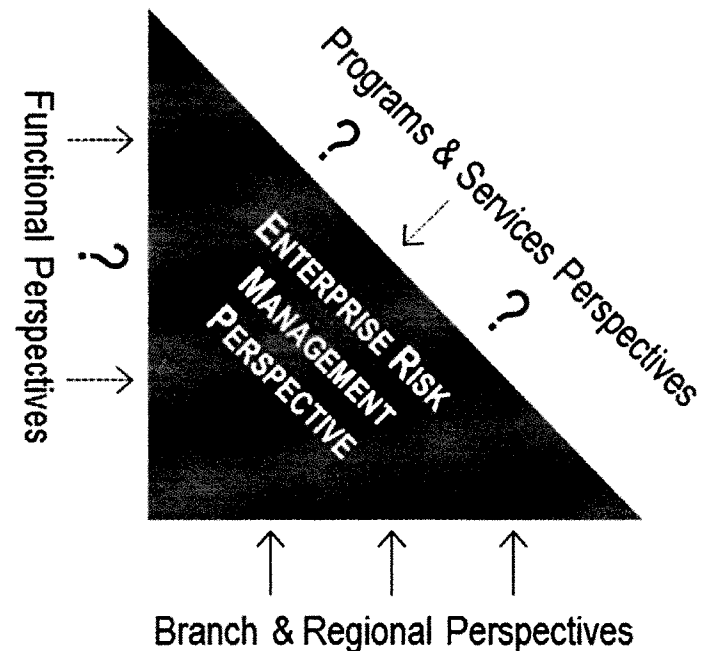 Programs & Services Perspectives
?
?
Functional Perspectives
?
ENTERPRISE RISK
MANAGEMENT
PERSPECTIVE
Branch & Regional Perspectives